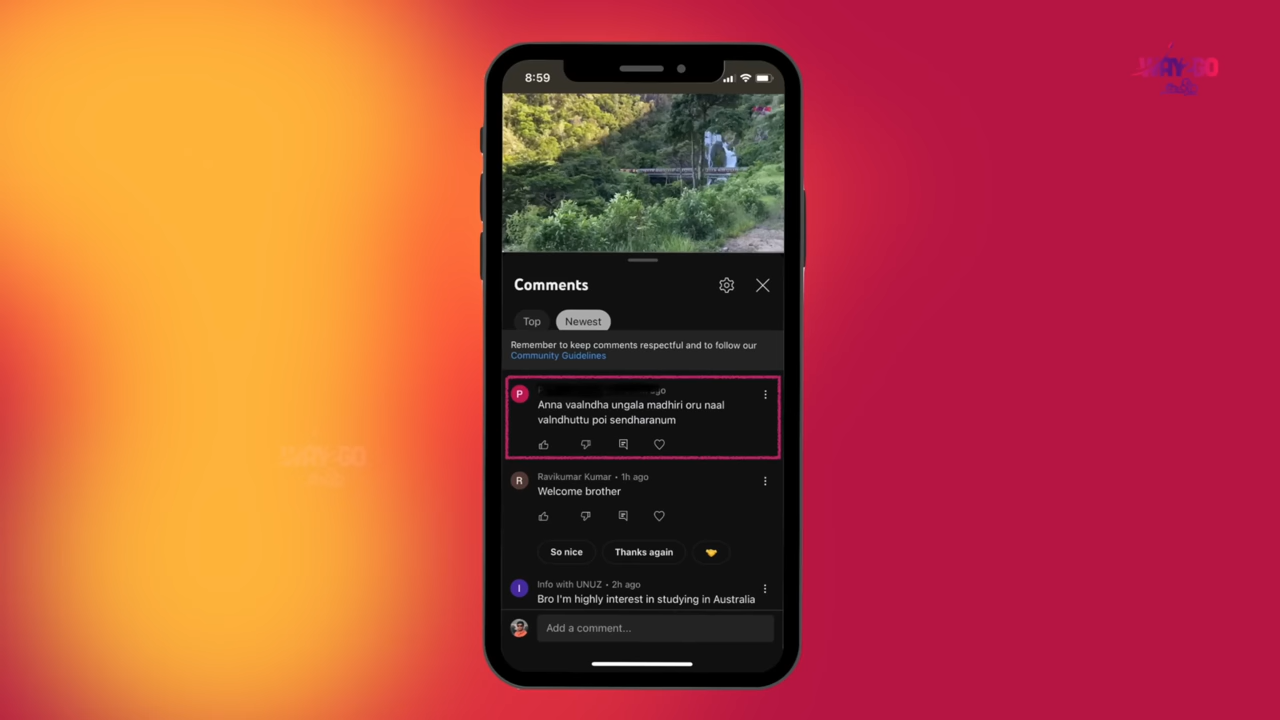 WAY2GO
தமிழ்
8:59
Comments
Top
Newest
Remember to keep comments respectful and to follow our
Community Guidelines
P
Anna vaalndha ungala madhiri oru naal
valndhuttu poi sendharanum
R
Ravikumar Kumar • 1h ago
Welcome brother
So nice
Thanks again
I
Info with UNUZ • 2h ago
Bro I'm highly interest in studying in Australia
Add a comment...